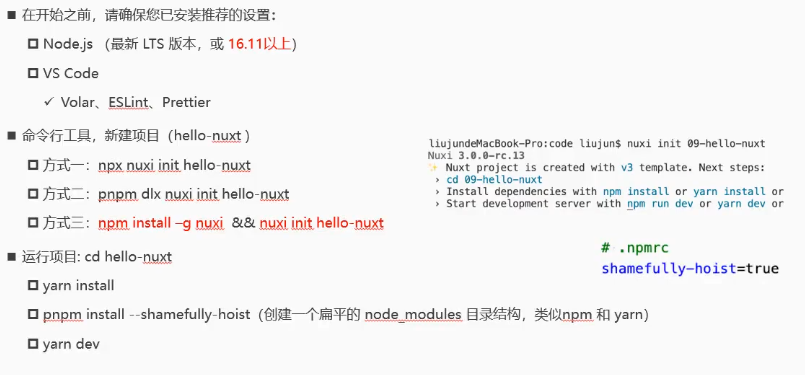 在开始之前，请确保您已安装推荐的设置：
Node.js （最新 LTS 版本，或 16.11以上）
VS Code
Volar、ESLint、Prettier
命令行工具，新建项目（hello-nuxt ）
方式一：npx nuxi init hello-nuxt
方式二：pnpm dlx nuxi init hello-nuxt
方式三：npm install –g nuxi && nuxi init hello-nuxt
运行项目: cd hello-nuxt
yarn install
pnpm install --shamefully-hoist（创建一个扁平的 node_modules 目录结构，类似npm 和 yarn）
yarn dev
liujundeMacBook-Pro:code liujun$ nuxi init 09-hello-nuxt
Nuxi 3.0.0-rc.13
✨ Nuxt project is created with v3 template. Next steps:
› cd 09-hello-nuxt
› Install dependencies with npm install or yarn install or
› Start development server with npm run dev or yarn dev or
# .npmrc
shamefully-hoist=true